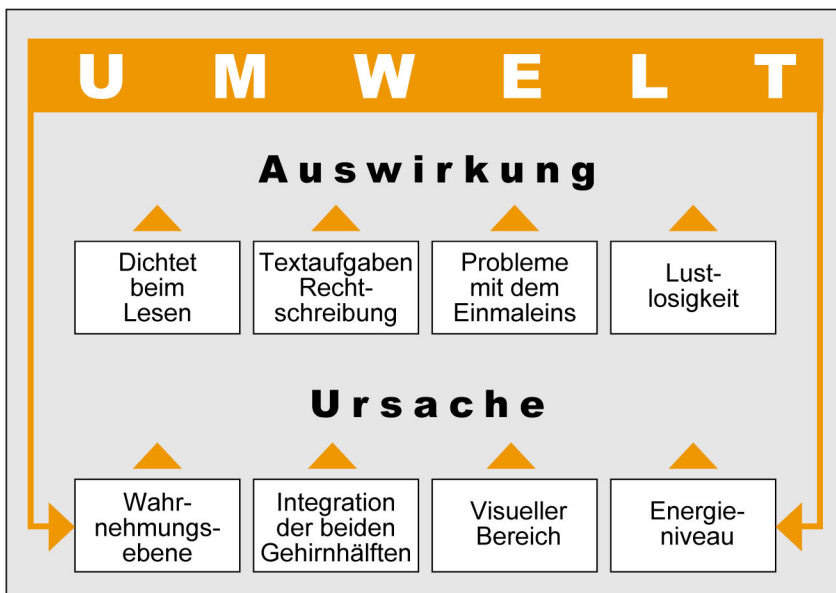 UMWELT
Auswirkung
Dichtet
beim
Lesen
Textaufgaben
Recht-
schreibung
Probleme
mit dem
Einmaleins
Lust-
losigkeit
Ursache
Wahr-
nehmungs-
ebene
Integration
der beiden
Gehirnhälften
Visueller
Bereich
Energie-
niveau